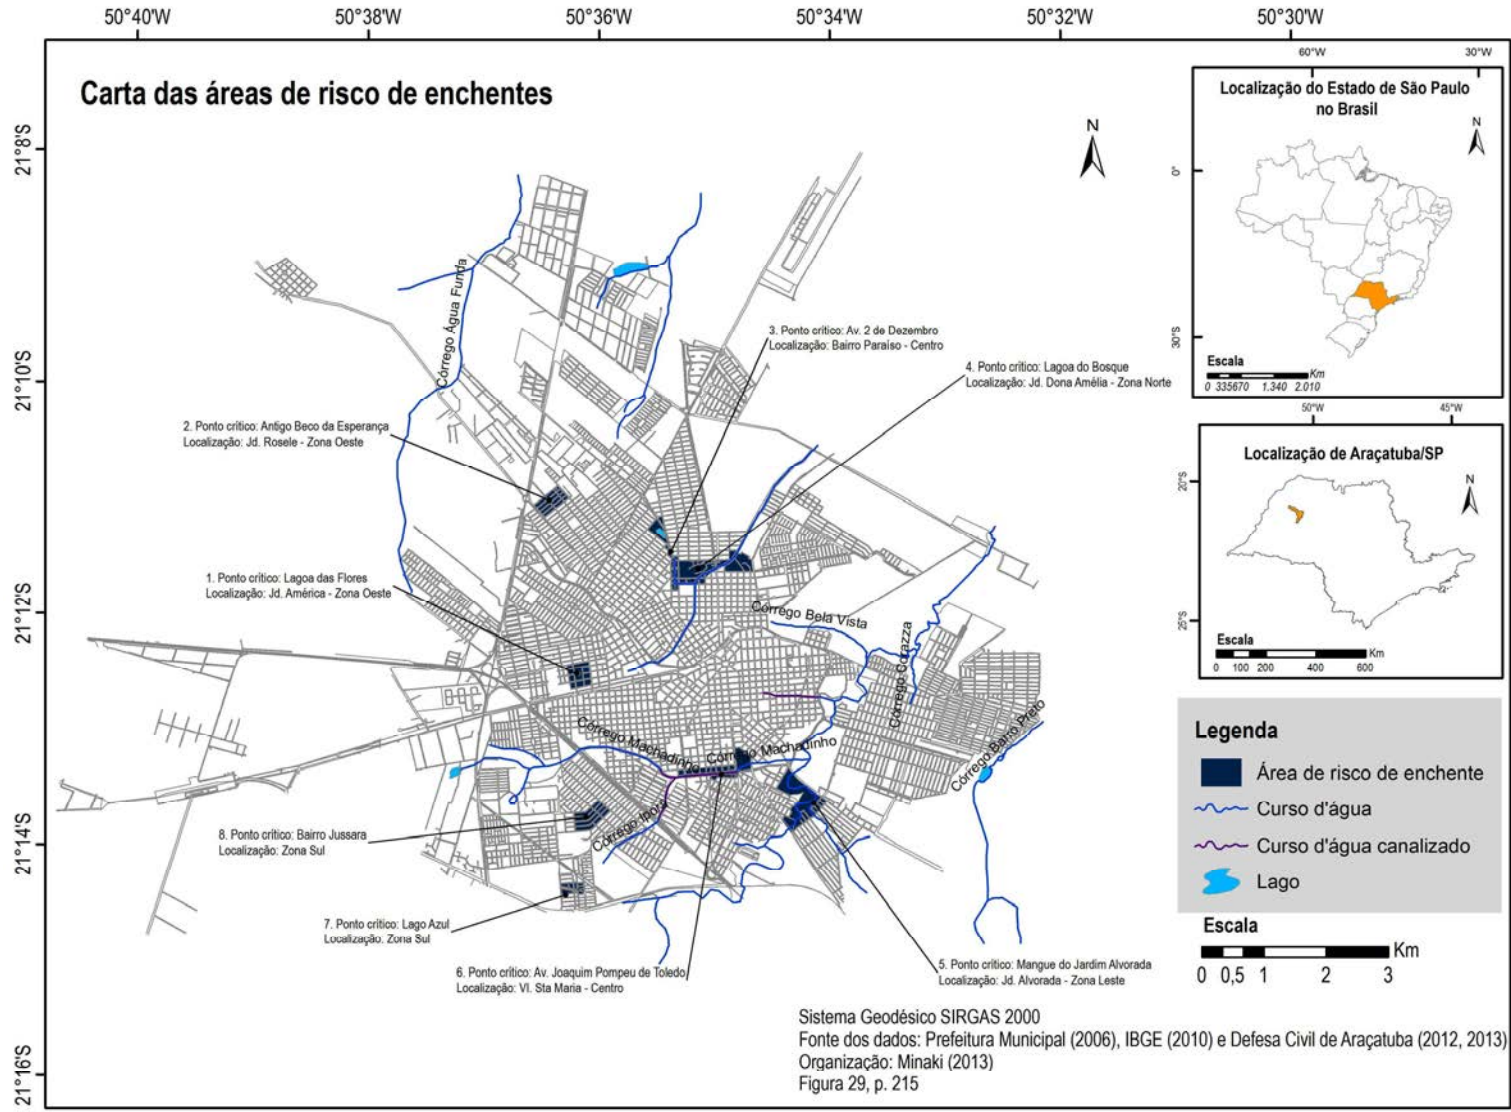 50°40'W
50°38'W
50°36'W
50°34'W
50°32'W
50°30'W
21°8'S
21°10'S
21°12'S
21°14'S
21°16'S
Carta das áreas de risco de enchentes
N
Córrego Água Funda
3. Ponto crítico: Av. 2 de Dezembro
Localização: Bairro Paraíso - Centro
4. Ponto crítico: Lagoa do Bosque
Localização: Jd. Dona Amélia - Zona Norte
2. Ponto crítico: Antigo Beco da Esperança
Localização: Jd. Rosele - Zona Oeste
1. Ponto crítico: Lagoa das Flores
Localização: Jd. América - Zona Oeste
Córrego Bela Vista
Córrego Corazza
Córrego Machadinho
Córrego Machadinho
Córrego Barro Preto
Córrego Iporã
8. Ponto crítico: Bairro Jussara
Localização: Zona Sul
7. Ponto crítico: Lago Azul
Localização: Zona Sul
6. Ponto crítico: Av. Joaquim Pompeu de Toledo
Localização: Vl. Sta Maria - Centro
5. Ponto crítico: Mangue do Jardim Alvorada
Localização: Jd. Alvorada - Zona Leste
60°W
30°W
Localização do Estado de São Paulo
no Brasil
N
0°
30°S
Escala
Km
0 335670 1.340 2.010
50°W
45°W
Localização de Araçatuba/SP
N
20°S
25°S
Escala
Km
0 100 200 400 600
Legenda
Área de risco de enchente
Curso d'água
Curso d'água canalizado
Lago
Escala
Km
0 0,5 1 2 3
Sistema Geodésico SIRGAS 2000
Fonte dos dados: Prefeitura Municipal (2006), IBGE (2010) e Defesa Civil de Araçatuba (2012, 2013)
Organização: Minaki (2013)
Figura 29, p. 215